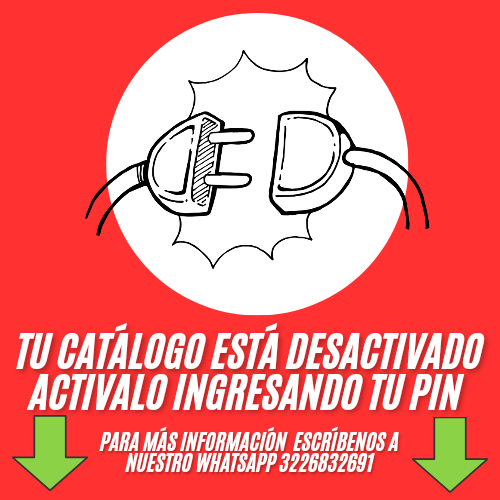 TU CATÁLOGO ESTÁ DESACTIVADO
ACTIVALO INGRESANDO TU PIN
PARA MÁS INFORMACIÓN ESCRÍBENOS A
NUESTRO WHATSAPP 3226832691